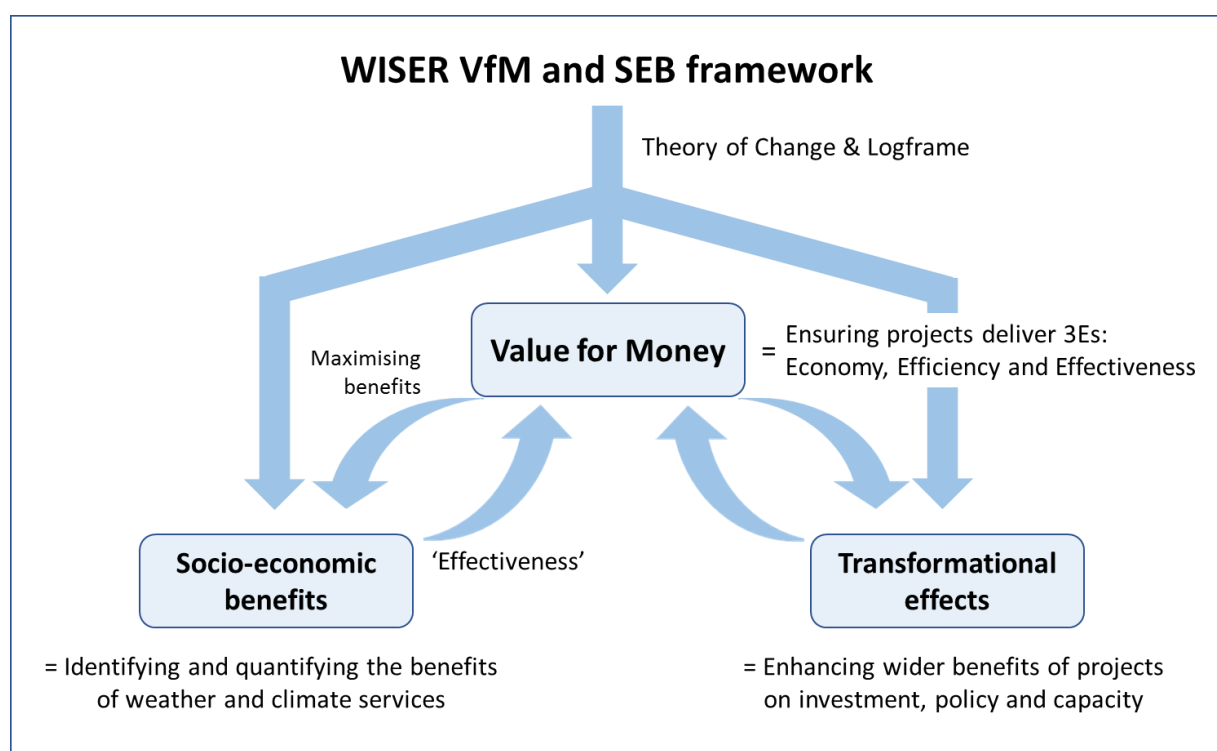 WISER VfM and SEB framework
Theory of Change & Logframe
Value for Money
= Ensuring projects deliver 3Es:
Economy, Efficiency and Effectiveness
Maximising
benefits
Socio-economic
benefits
‘Effectiveness’
Transformational
effects
= Identifying and quantifying the benefits
of weather and climate services
= Enhancing wider benefits of projects
on investment, policy and capacity